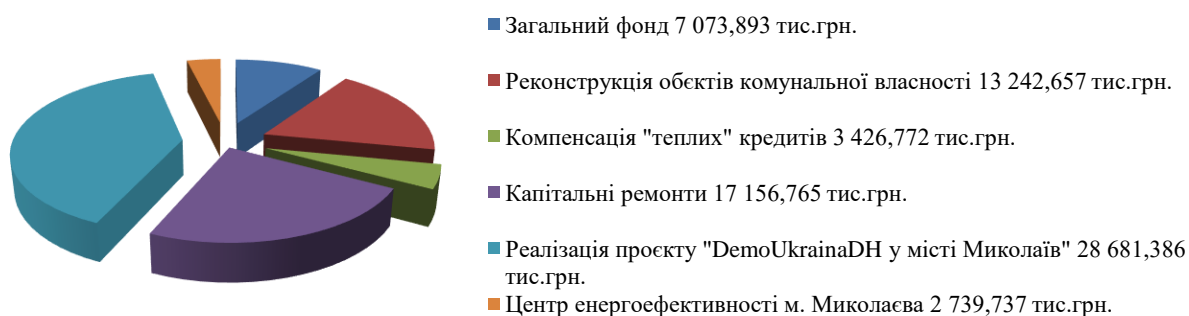 Загальний фонд 7 073,893 тис.грн.
Реконструкція обєктів комунальної власності 13 242,657 тис.грн.
Компенсація "теплих" кредитів 3 426,772 тис.грн.
Капітальні ремонти 17 156,765 тис.грн.
Реалізація проєкту "DemoUkrainaDH у місті Миколаїв" 28 681,386
тис.грн.
Центр енергоефективності м. Миколаєва 2 739,737 тис.грн.